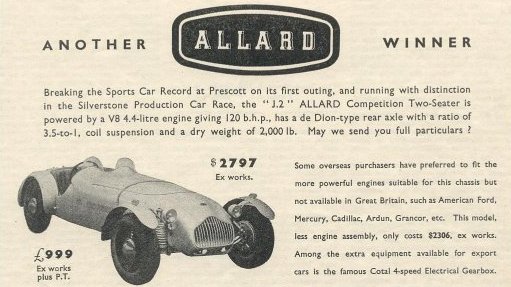 ANOTHER ALLARD WINNER
Breaking the Sports Car Record at Prescott on its first outing, and running with distinction
in the Silverstone Production Car Race, the "J.2" ALLARD Competition Two-Seater is
powered by a V8 4.4-litre engine giving 120 b.h.p., has a de Dion-type rear axle with a ratio of
3.5-to-1, coil suspension and a dry weight of 2,000 lb. May we send you full particulars ?
$2797
Ex works.
£999
Ex works
plus P.T.
Some overseas purchasers have preferred to fit the
more powerful engines suitable for this chassis but
not available in Great Britain, such as American Ford,
Mercury, Cadillac, Ardun, Grancor, etc. This model,
less engine assembly, only costs $2306, ex works.
Among the extra equipment available for export
cars is the famous Cotal 4-speed Electrical Gearbox.